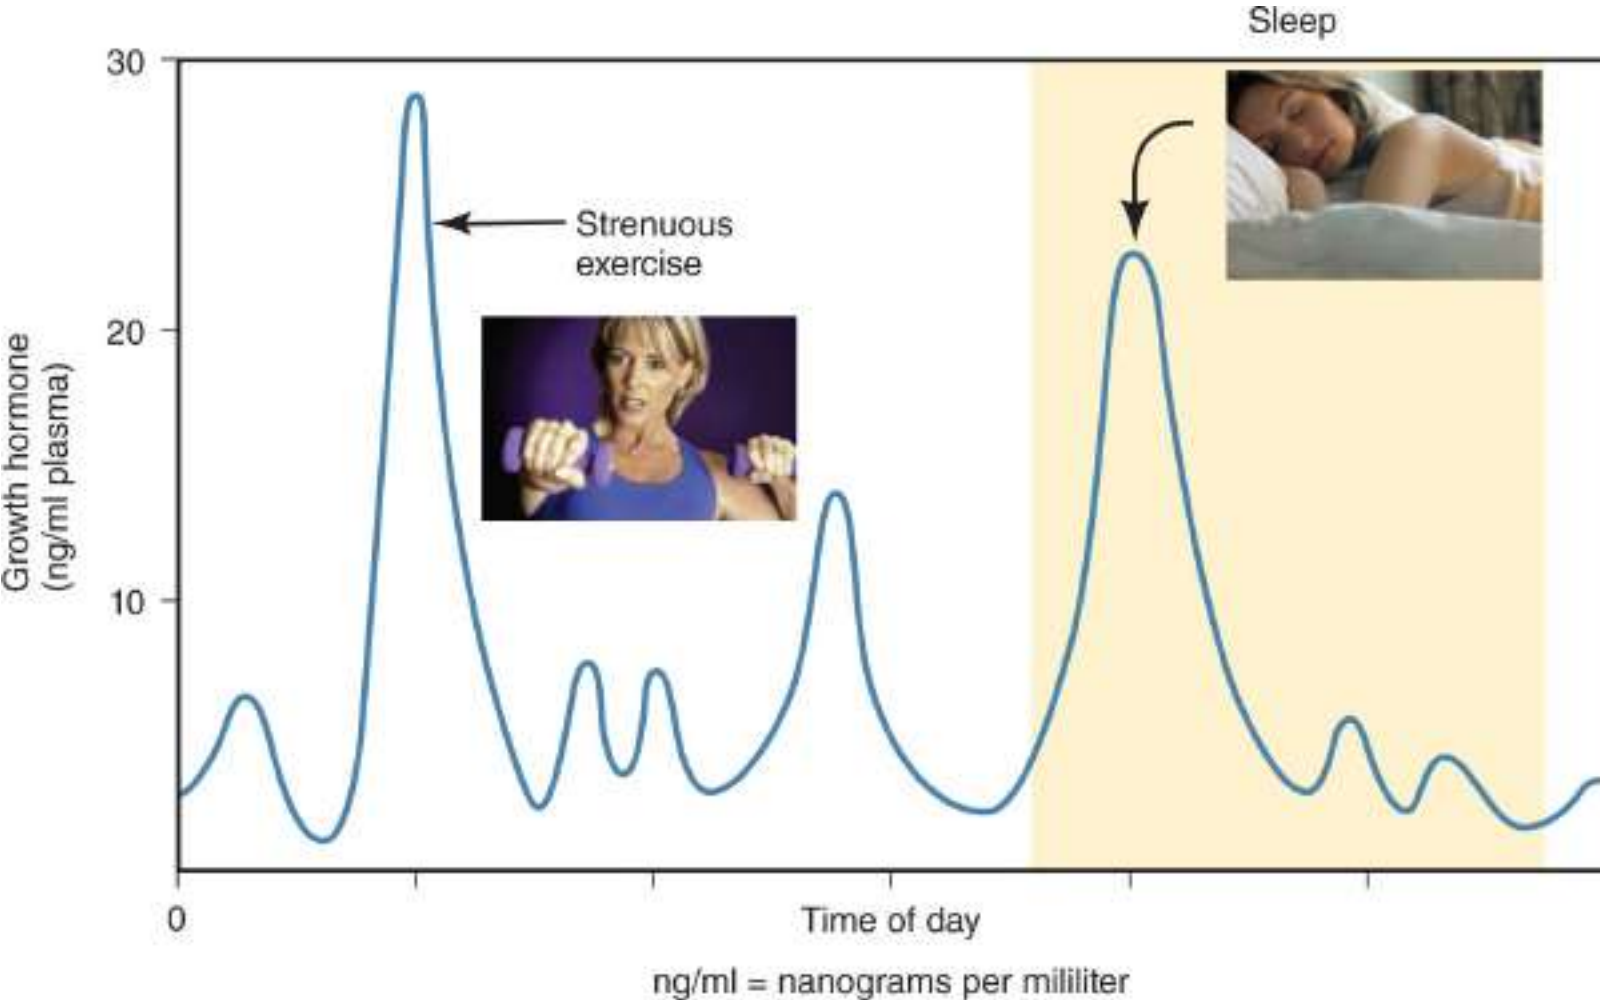 Sleep
30
Strenuous
exercise
20
Growth hormone
(ng/ml plasma)
10
0
Time of day
ng/ml = nanograms per mililiter